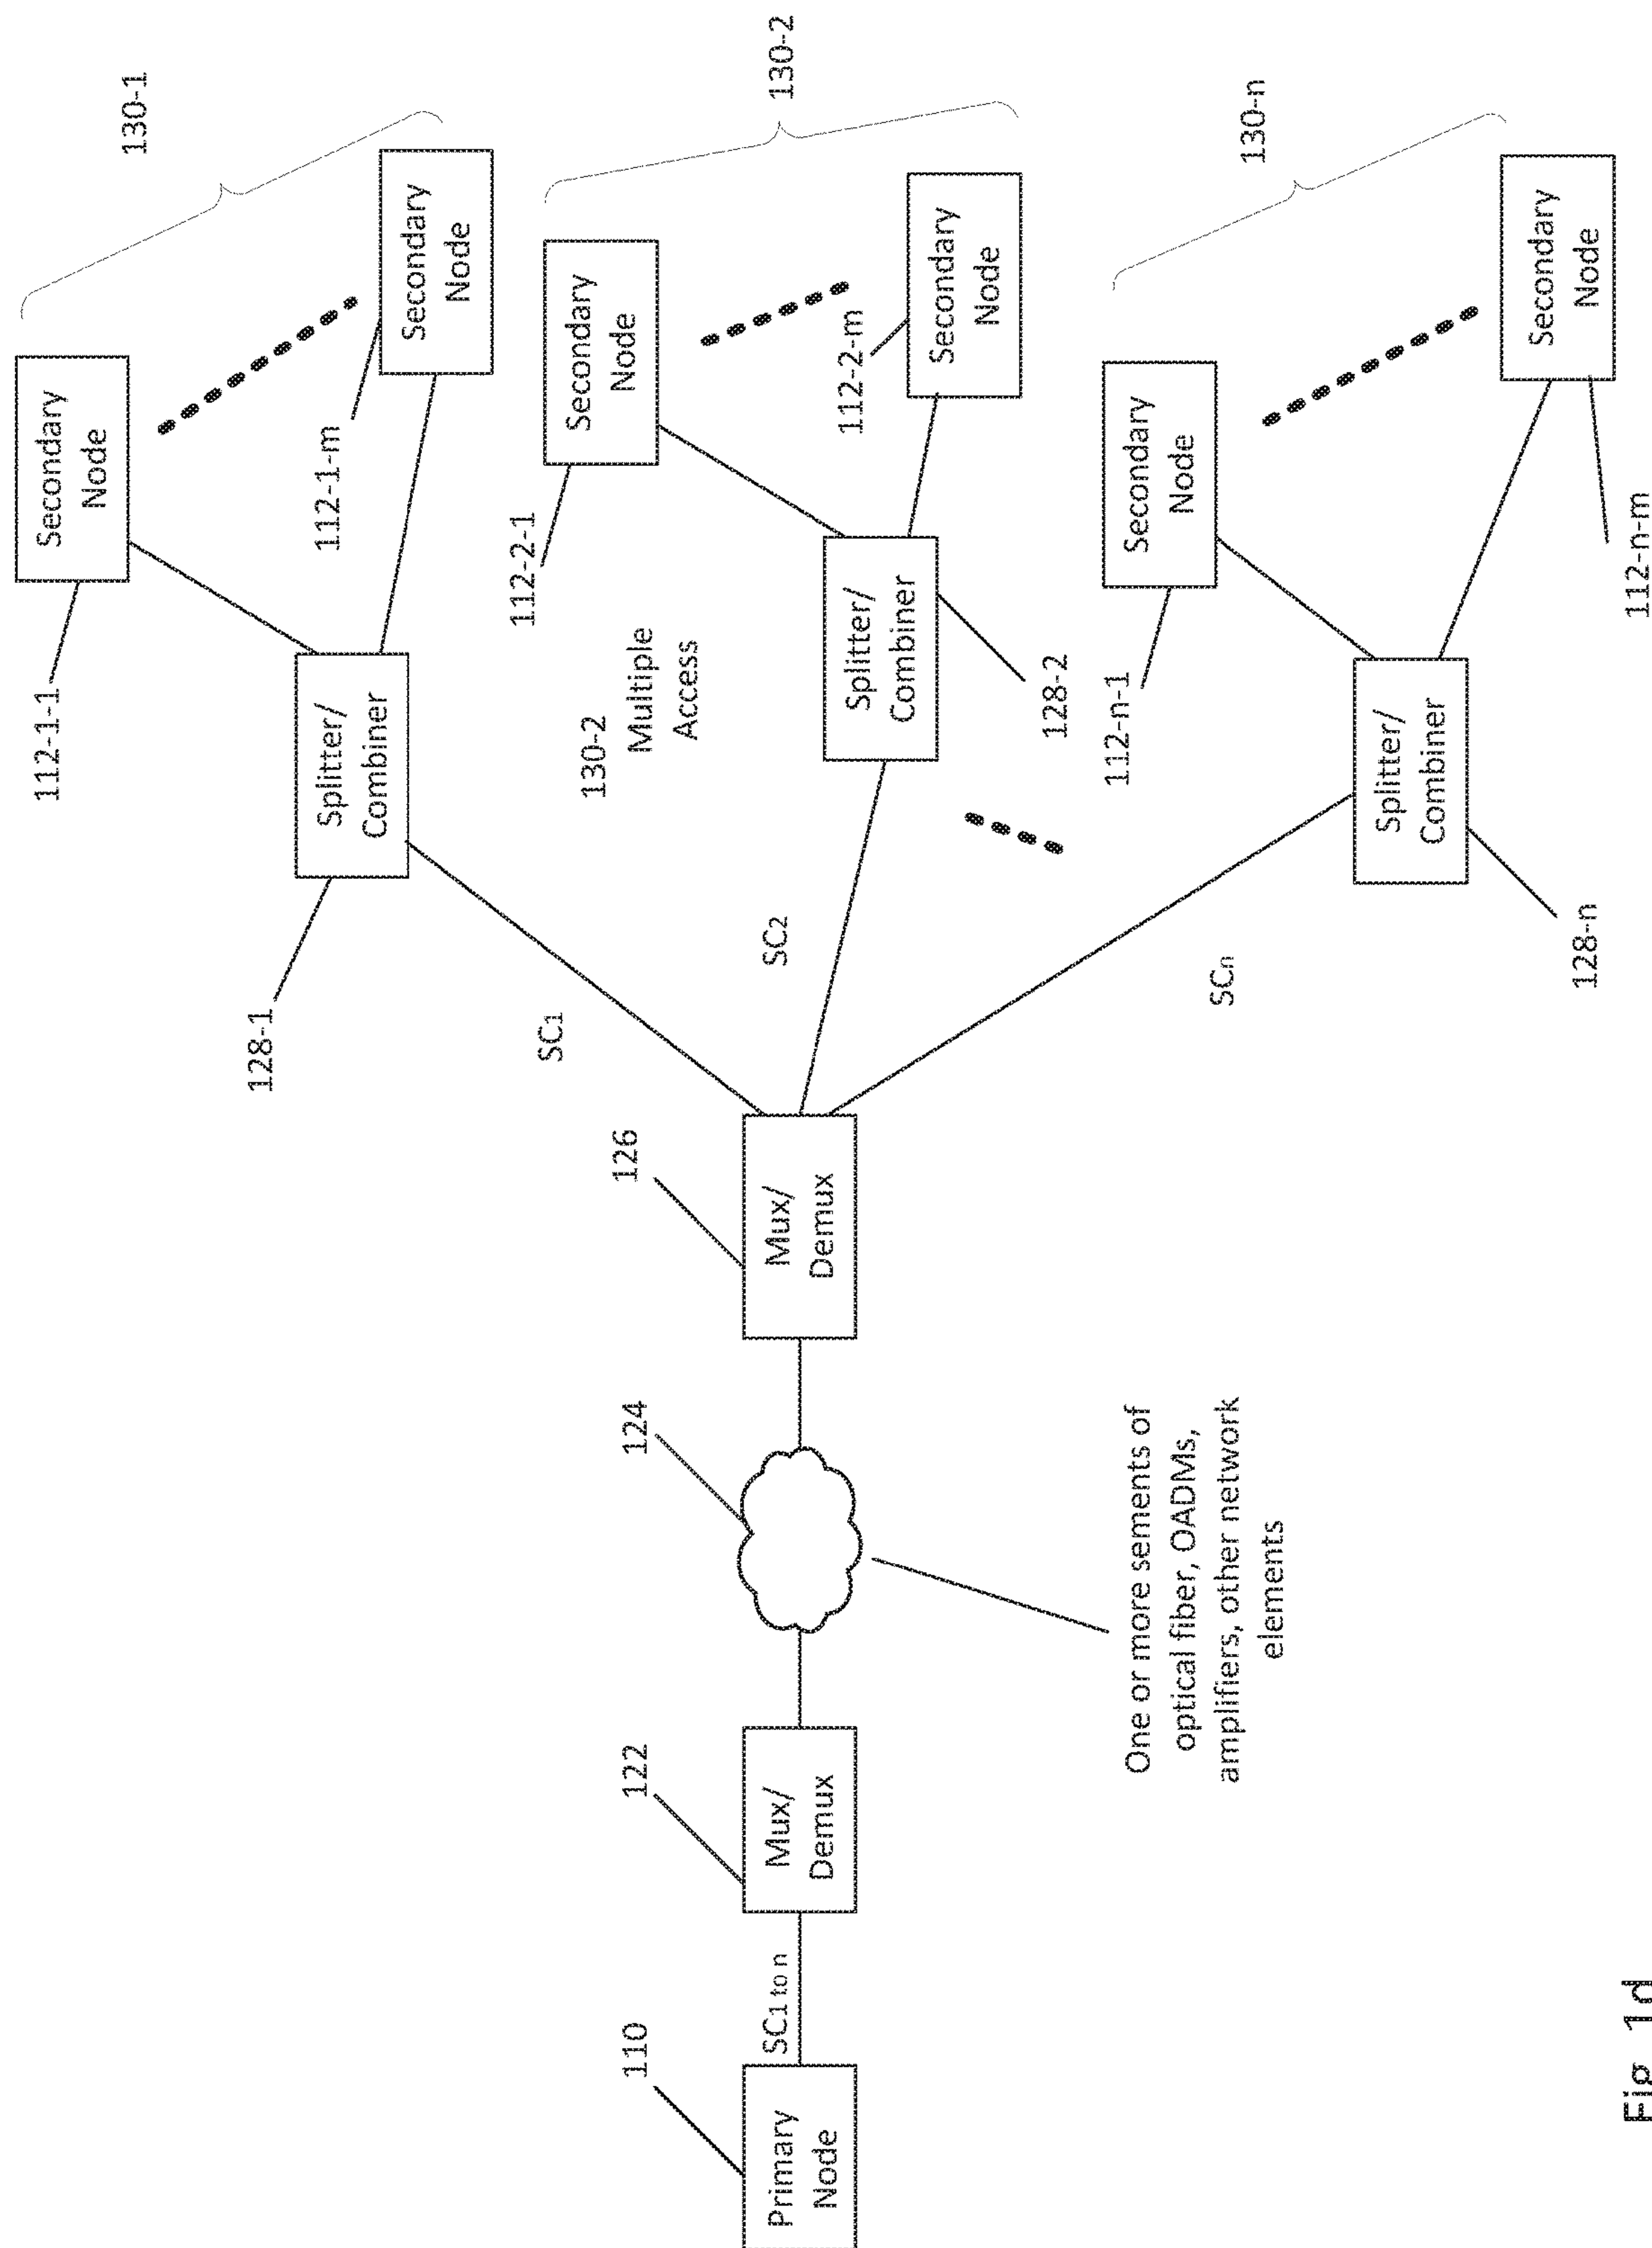 130-1
130-2
130-n
Secondary
Node
112-1-1
Secondary
Node
112-1-m
Splitter/
Combiner
128-1
SC1
Secondary
Node
112-2-1
Secondary
Node
112-2-m
130-2
Multiple
Access
Splitter/
Combiner
128-2
SC2
Secondary
Node
112-n-1
Secondary
Node
112-n-m
Splitter/
Combiner
128-n
SCn
126
Mux/
Demux
124
One or more sements of
optical fiber, OADMs,
amplifiers, other network
elements
122
Mux/
Demux
SC1 to n
110
Primary
Node
Fig. 1d